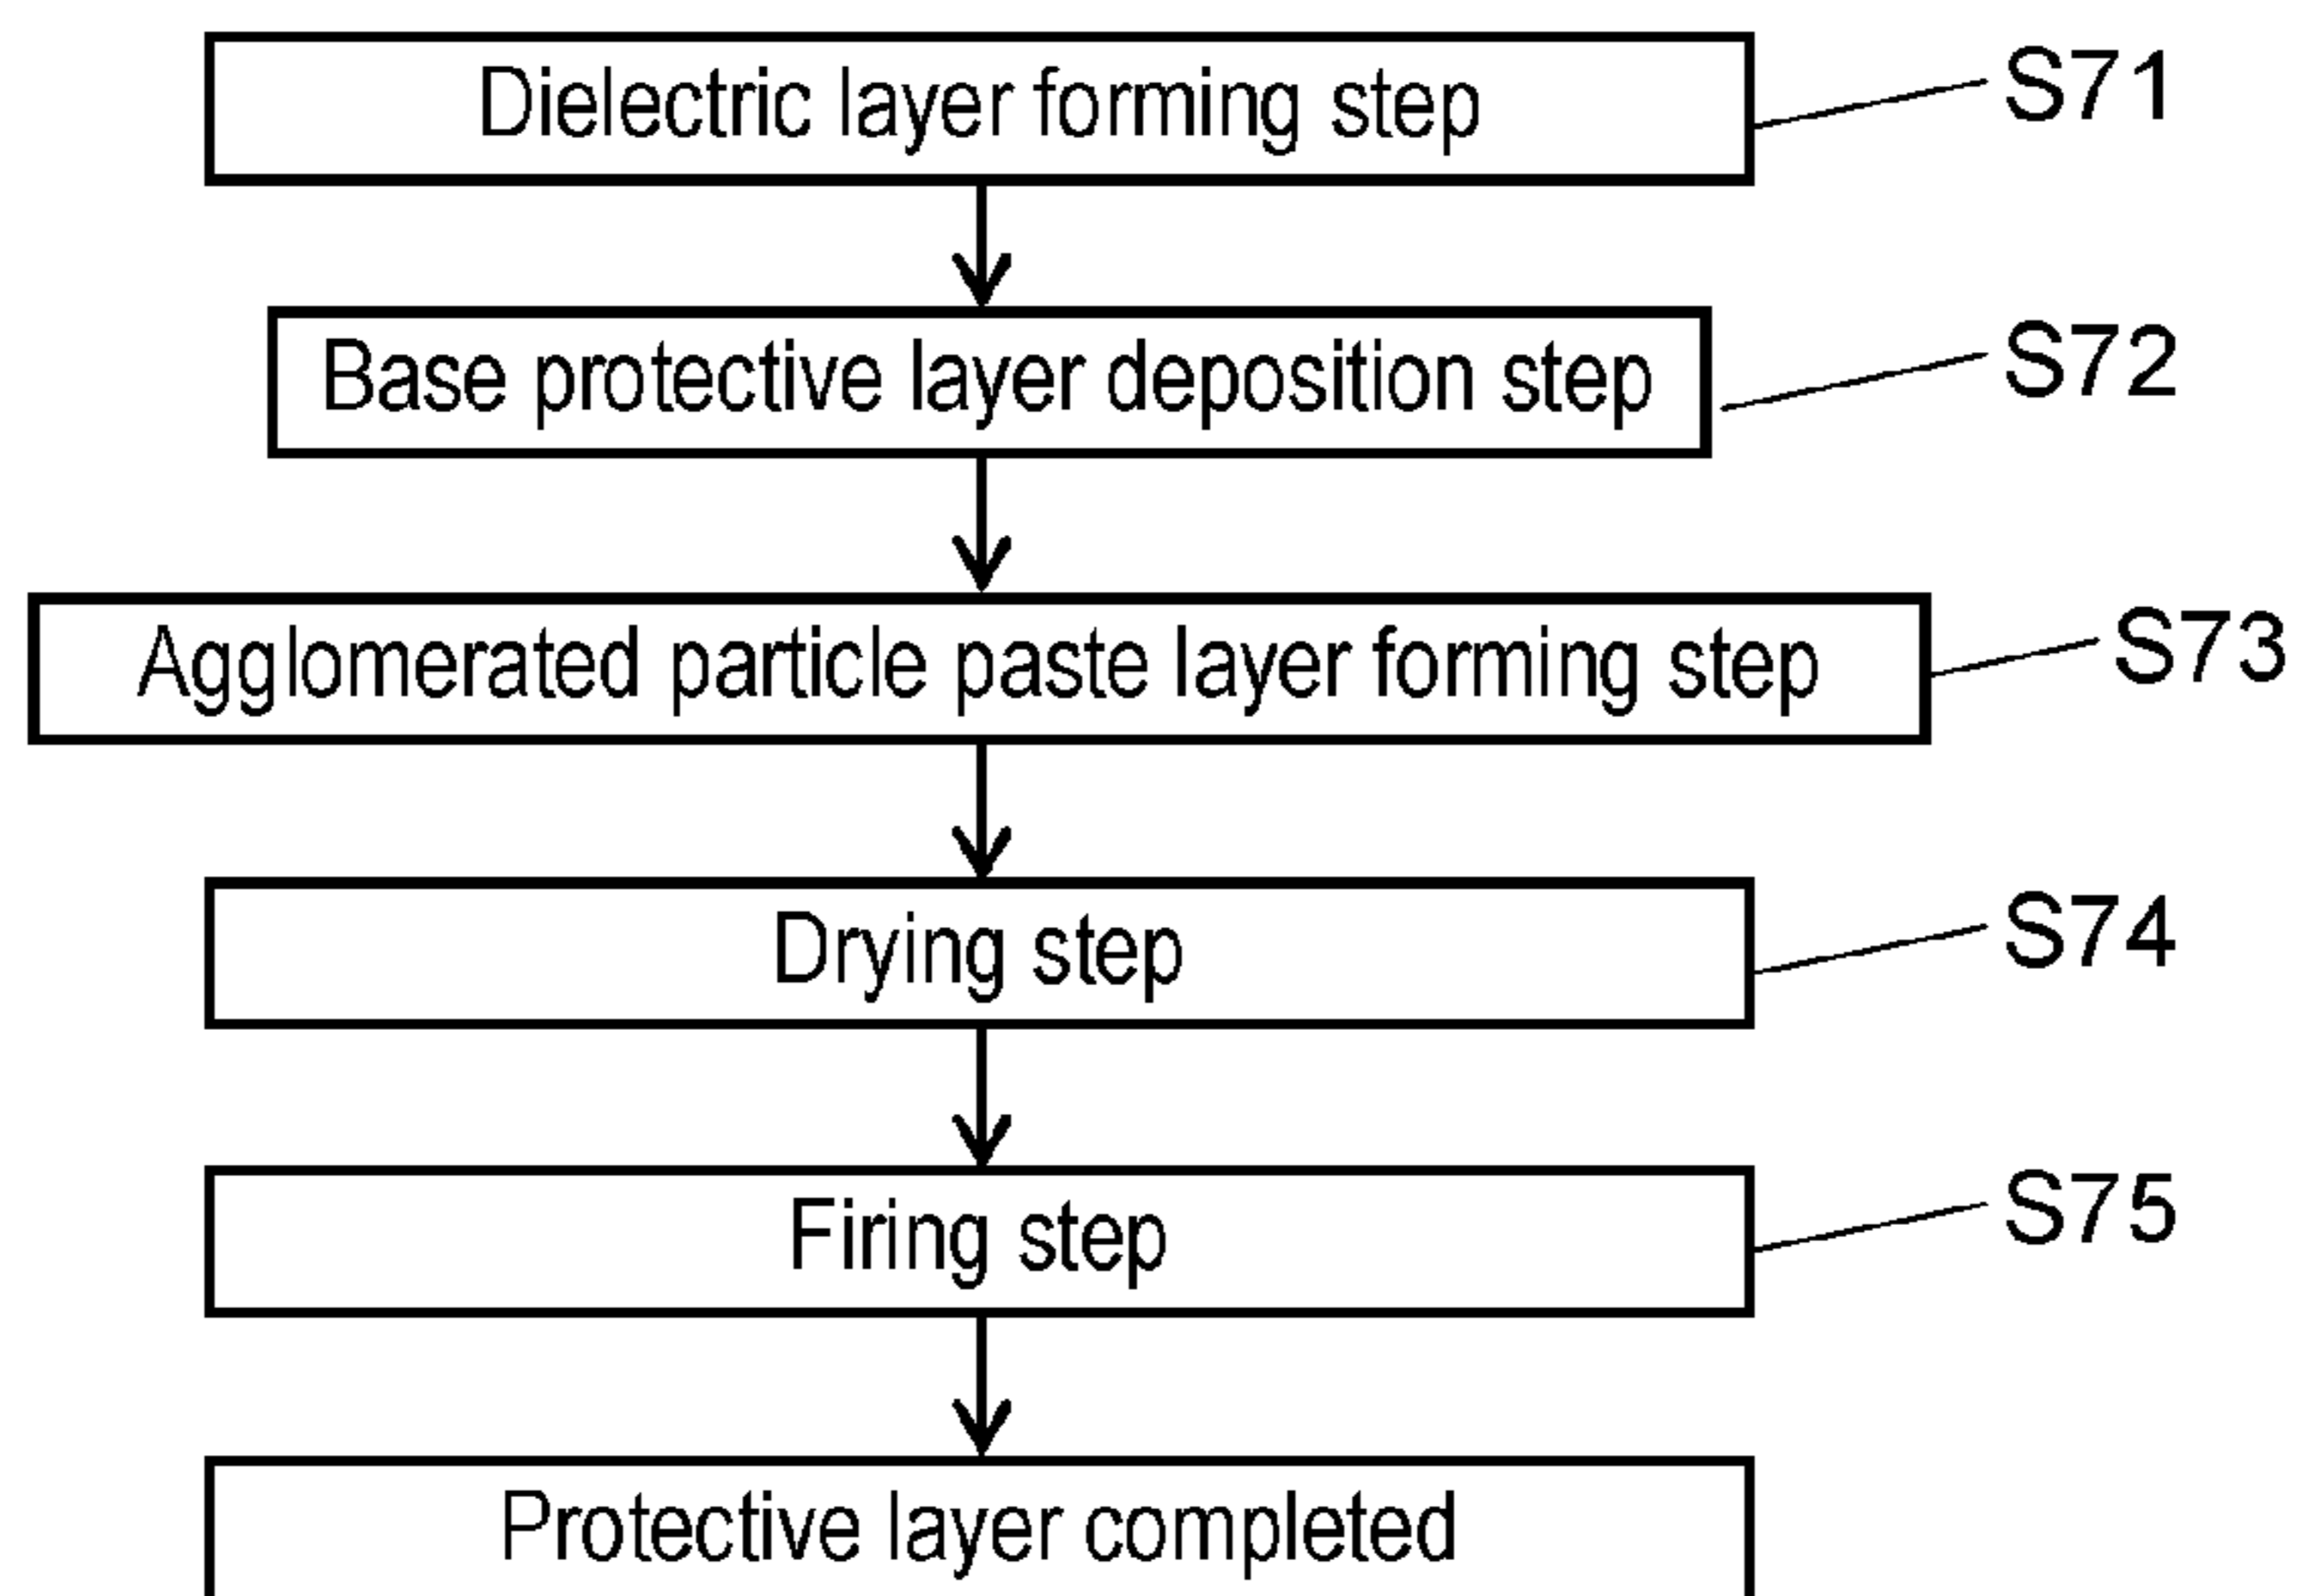 Dielectric layer forming step
S71
Base protective layer deposition step
S72
Agglomerated particle paste layer forming step
S73
Drying step
S74
Firing step
S75
Protective layer completed